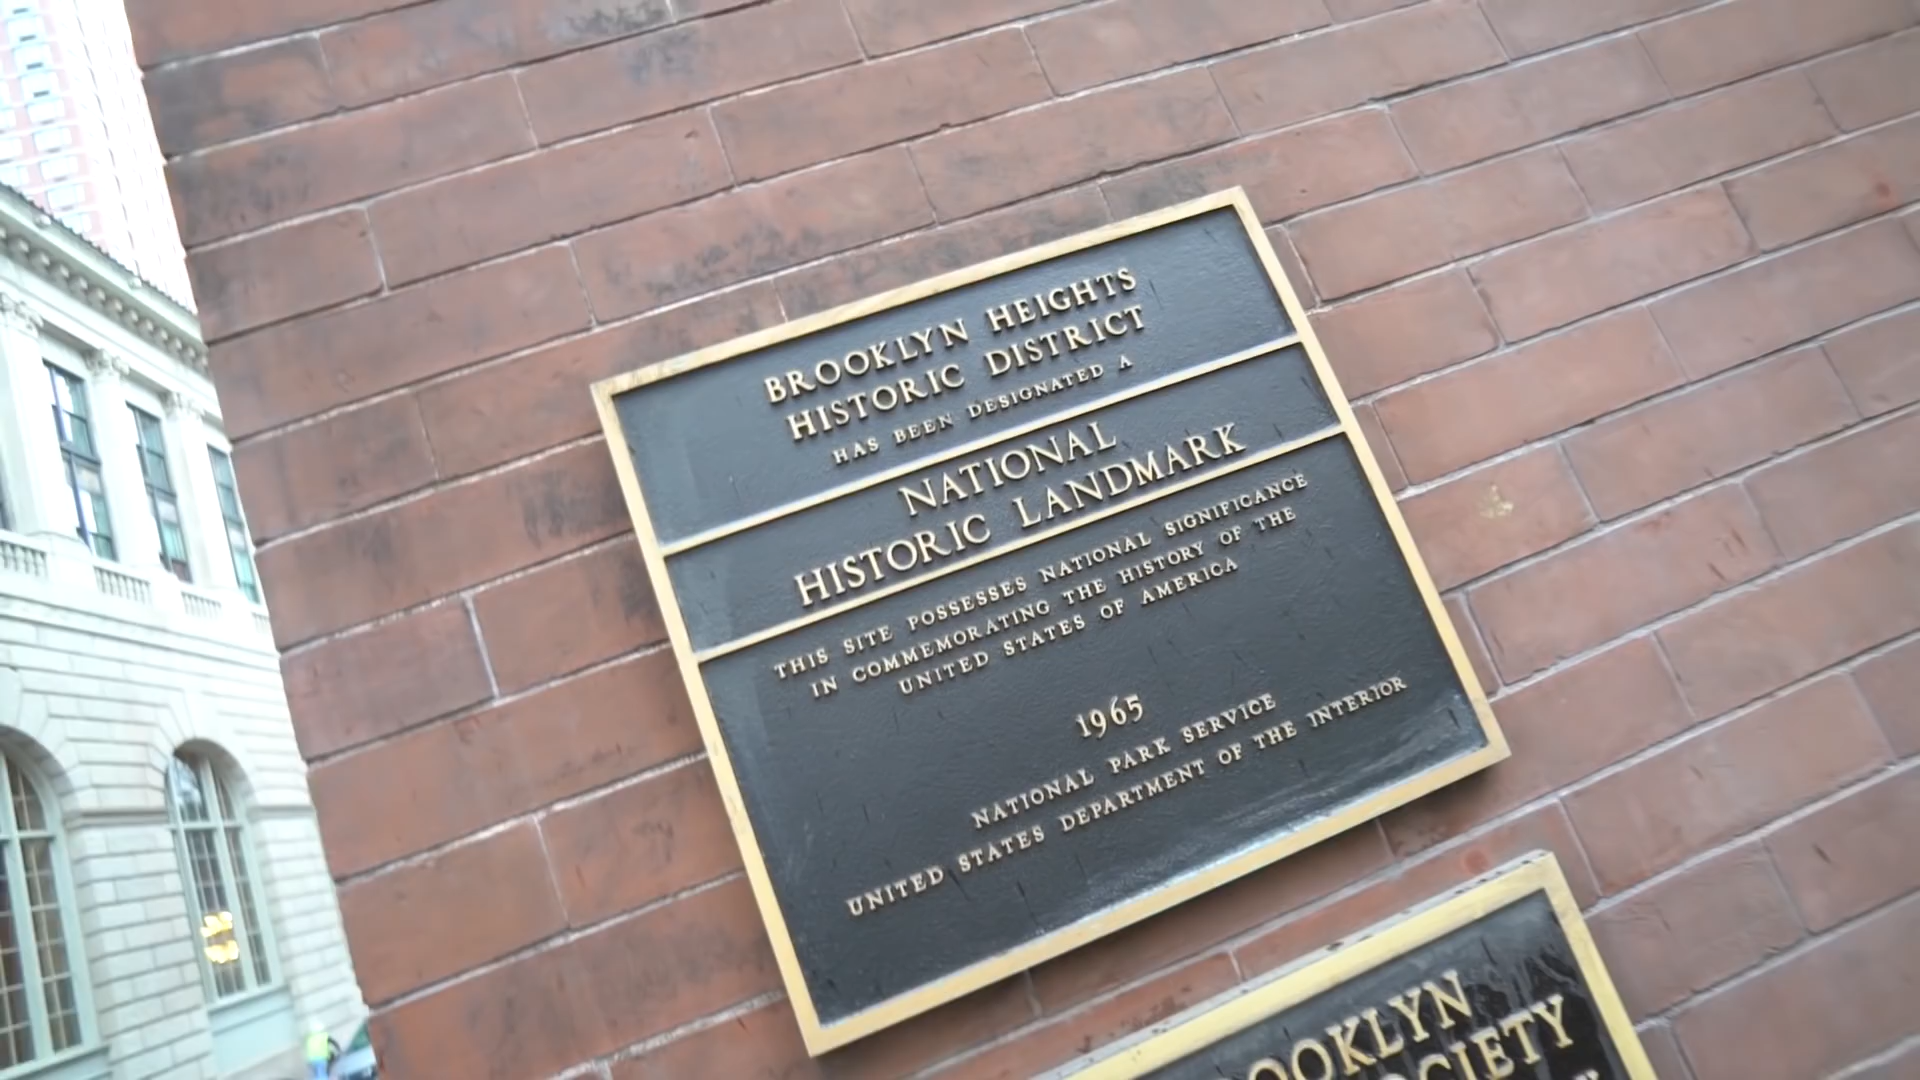 BROOKLYN HEIGHTS
HISTORIC DISTRICT
HAS BEEN DESIGNATED A
NATIONAL
HISTORIC LANDMARK
THIS SITE POSSESSES NATIONAL SIGNIFICANCE
IN COMMEMORATING THE HISTORY OF THE
UNITED STATES OF AMERICA
1965
NATIONAL PARK SERVICE
UNITED STATES DEPARTMENT OF THE INTERIOR
OOKLYN
OCIETY